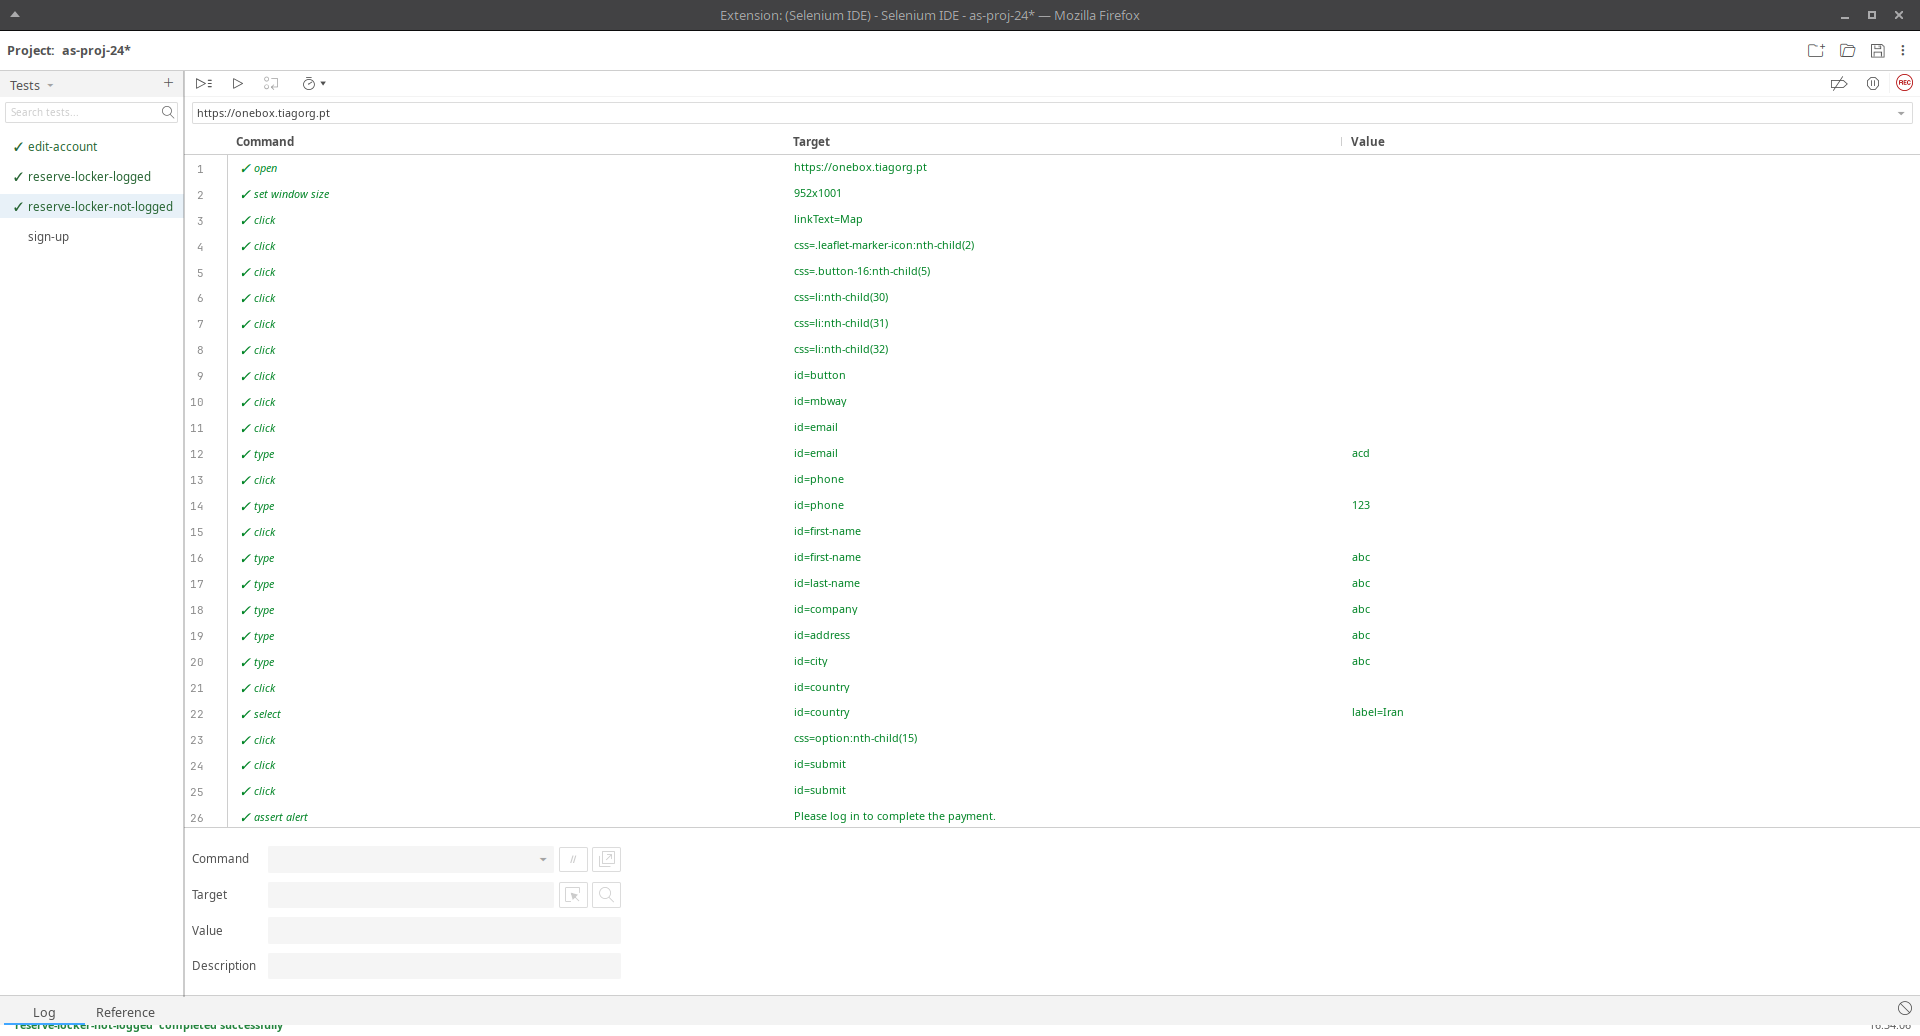 Extension: (Selenium IDE) - Selenium IDE - as-proj-24* — Mozilla Firefox
Project: as-proj-24*
Tests
+
Search tests...
✓ edit-account
✓ reserve-locker-logged
✓ reserve-locker-not-logged
sign-up
REC
https://onebox.tiagorg.pt
Command Target Value
1 ✓ open https://onebox.tiagorg.pt
2 ✓ set window size 952x1001
3 ✓ click linkText=Map
4 ✓ click css=.leaflet-marker-icon:nth-child(2)
5 ✓ click css=.button-16:nth-child(5)
6 ✓ click css=li:nth-child(30)
7 ✓ click css=li:nth-child(31)
8 ✓ click css=li:nth-child(32)
9 ✓ click id=button
10 ✓ click id=mbway
11 ✓ click id=email
12 ✓ type id=email acd
13 ✓ click id=phone
14 ✓ type id=phone 123
15 ✓ click id=first-name
16 ✓ type id=first-name abc
17 ✓ type id=last-name abc
18 ✓ type id=company abc
19 ✓ type id=address abc
20 ✓ type id=city abc
21 ✓ click id=country
22 ✓ select id=country label=Iran
23 ✓ click css=option:nth-child(15)
24 ✓ click id=submit
25 ✓ click id=submit
26 ✓ assert alert Please log in to complete the payment.
Command //
Target
Value
Description
Log Reference
'reserve-locker-not-logged' completed successfully